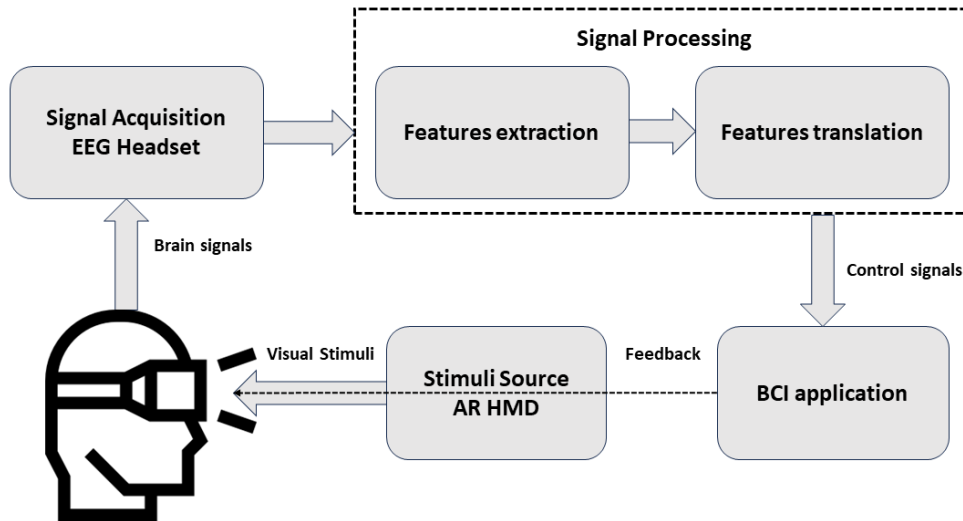 Signal Processing
Signal Acquisition
EEG Headset
Features extraction
Features translation
Brain signals
Control signals
Visual Stimuli
Feedback
Stimuli Source
AR HMD
BCI application